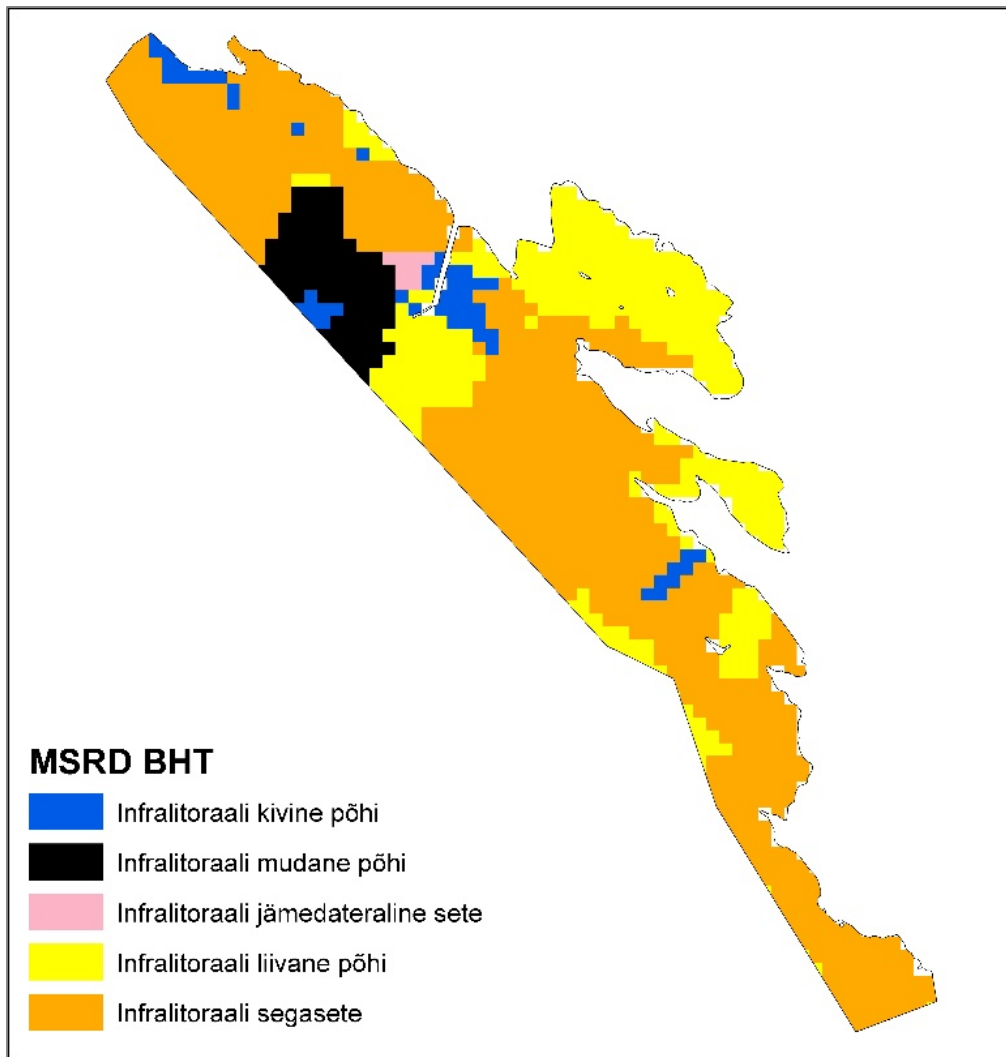 MSRD BHT
Infralitoraali kivine põhi
Infralitoraali mudane põhi
Infralitoraali jämedateraline sete
Infralitoraali liivane põhi
Infralitoraali segasete